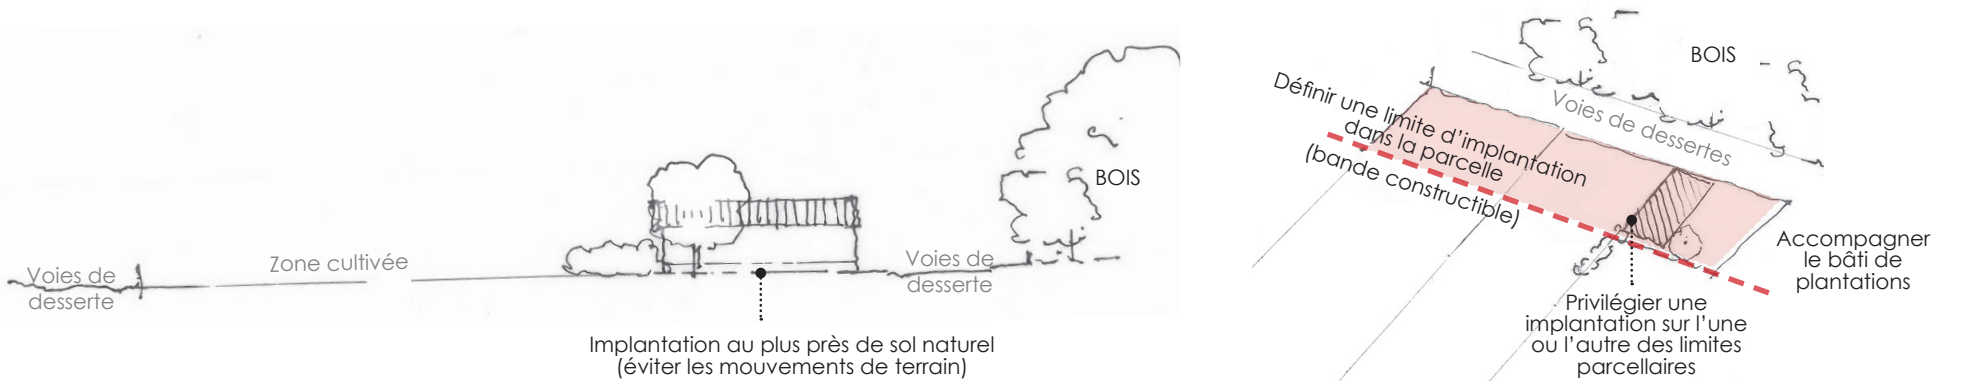 Voies de
desserte
Zone cultivée
Voies de
desserte
BOIS
Implantation au plus près de sol naturel
(éviter les mouvements de terrain)
BOIS
Voies de dessertes
Définir une limite d'implantation
dans la parcelle
(bande constructible)
Accompagner
le bâti de
plantations
Privilégier une
implantation sur l'une
ou l'autre des limites
parcellaires